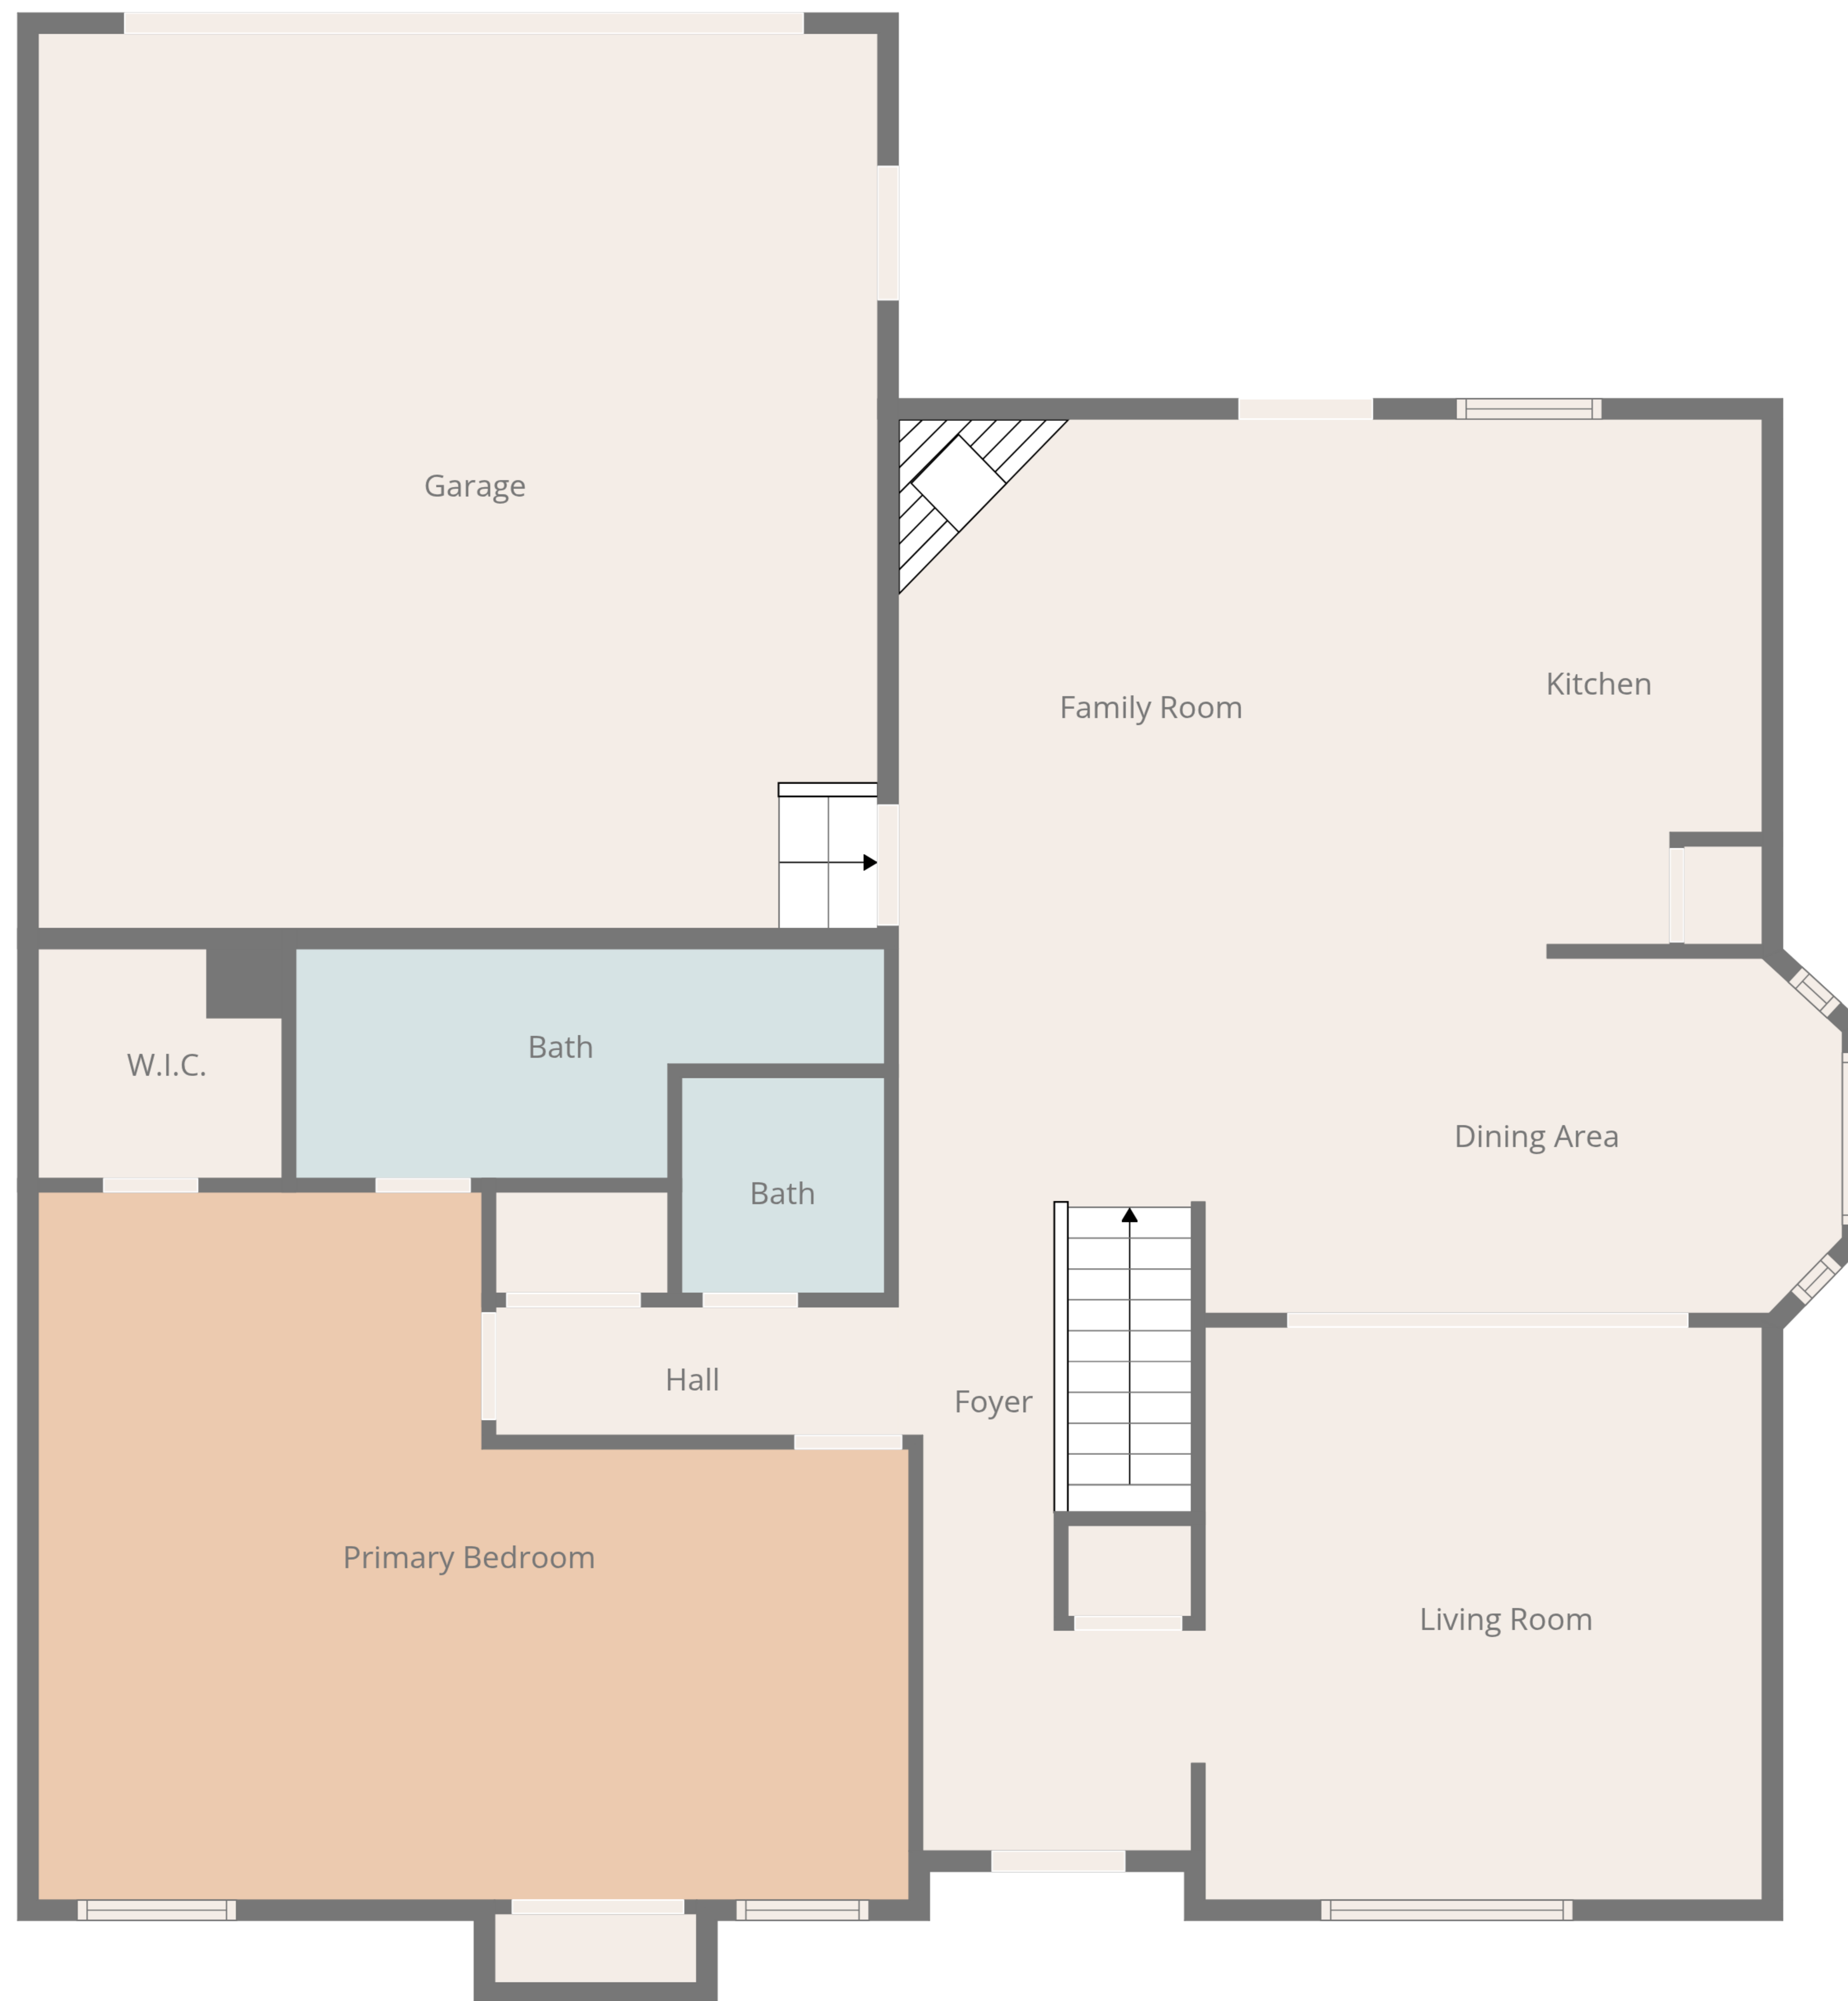 Garage
Family Room
Kitchen
W.I.C.
Bath
Dining Area
Bath
Hall
Foyer
Primary Bedroom
Living Room